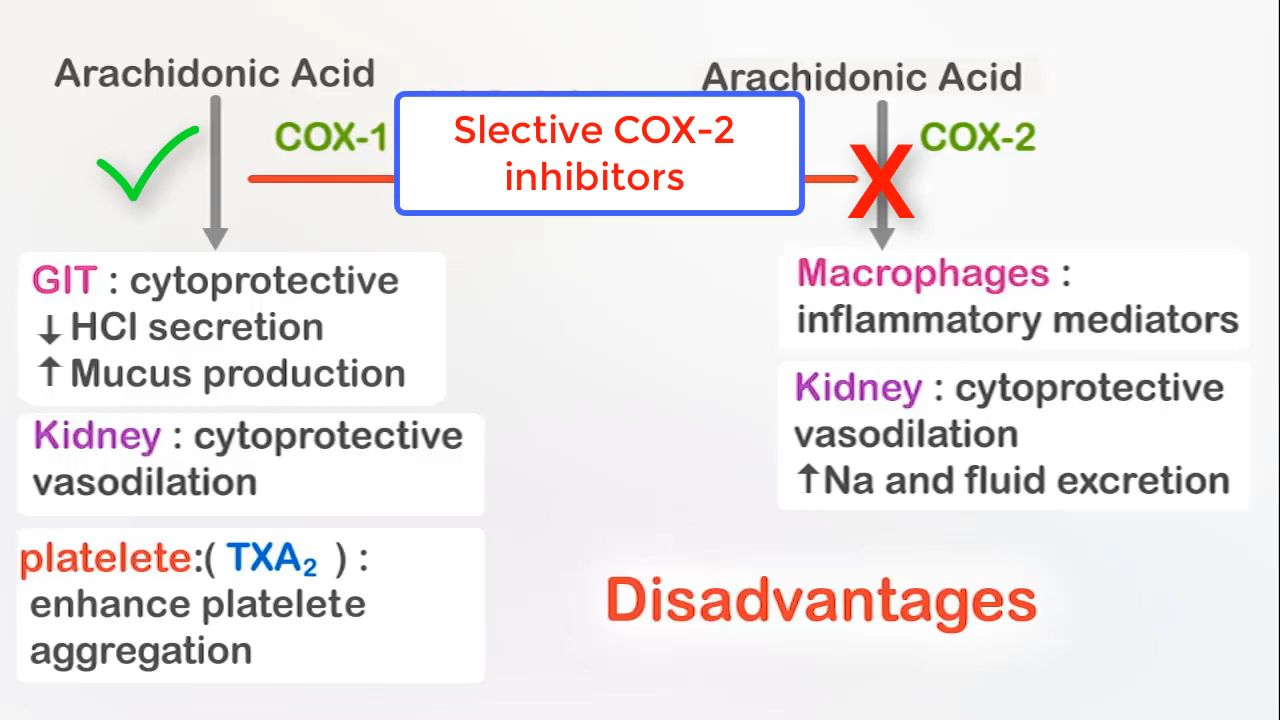 Arachidonic Acid
COX-1
GIT : cytoprotective
↓ HCl secretion
↑ Mucus production
Kidney : cytoprotective
vasodilation
platelete:( TXA₂ ) :
enhance platelete
aggregation
Slective COX-2
inhibitors
Arachidonic Acid
COX-2
X
Macrophages :
inflammatory mediators
Kidney : cytoprotective
vasodilation
↑Na and fluid excretion
Disadvantages